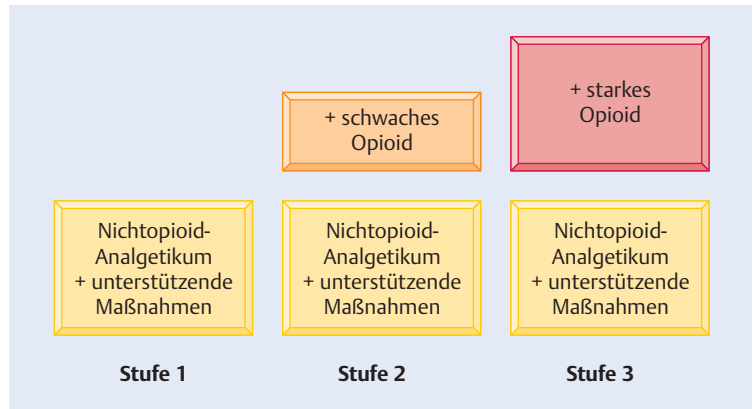 + starkes
Opioid
+ schwaches
Opioid
Nichtopioid-
Analgetikum
+ unterstützende
Maßnahmen
Nichtopioid-
Analgetikum
+ unterstützende
Maßnahmen
Nichtopioid-
Analgetikum
+ unterstützende
Maßnahmen
Stufe 1
Stufe 2
Stufe 3